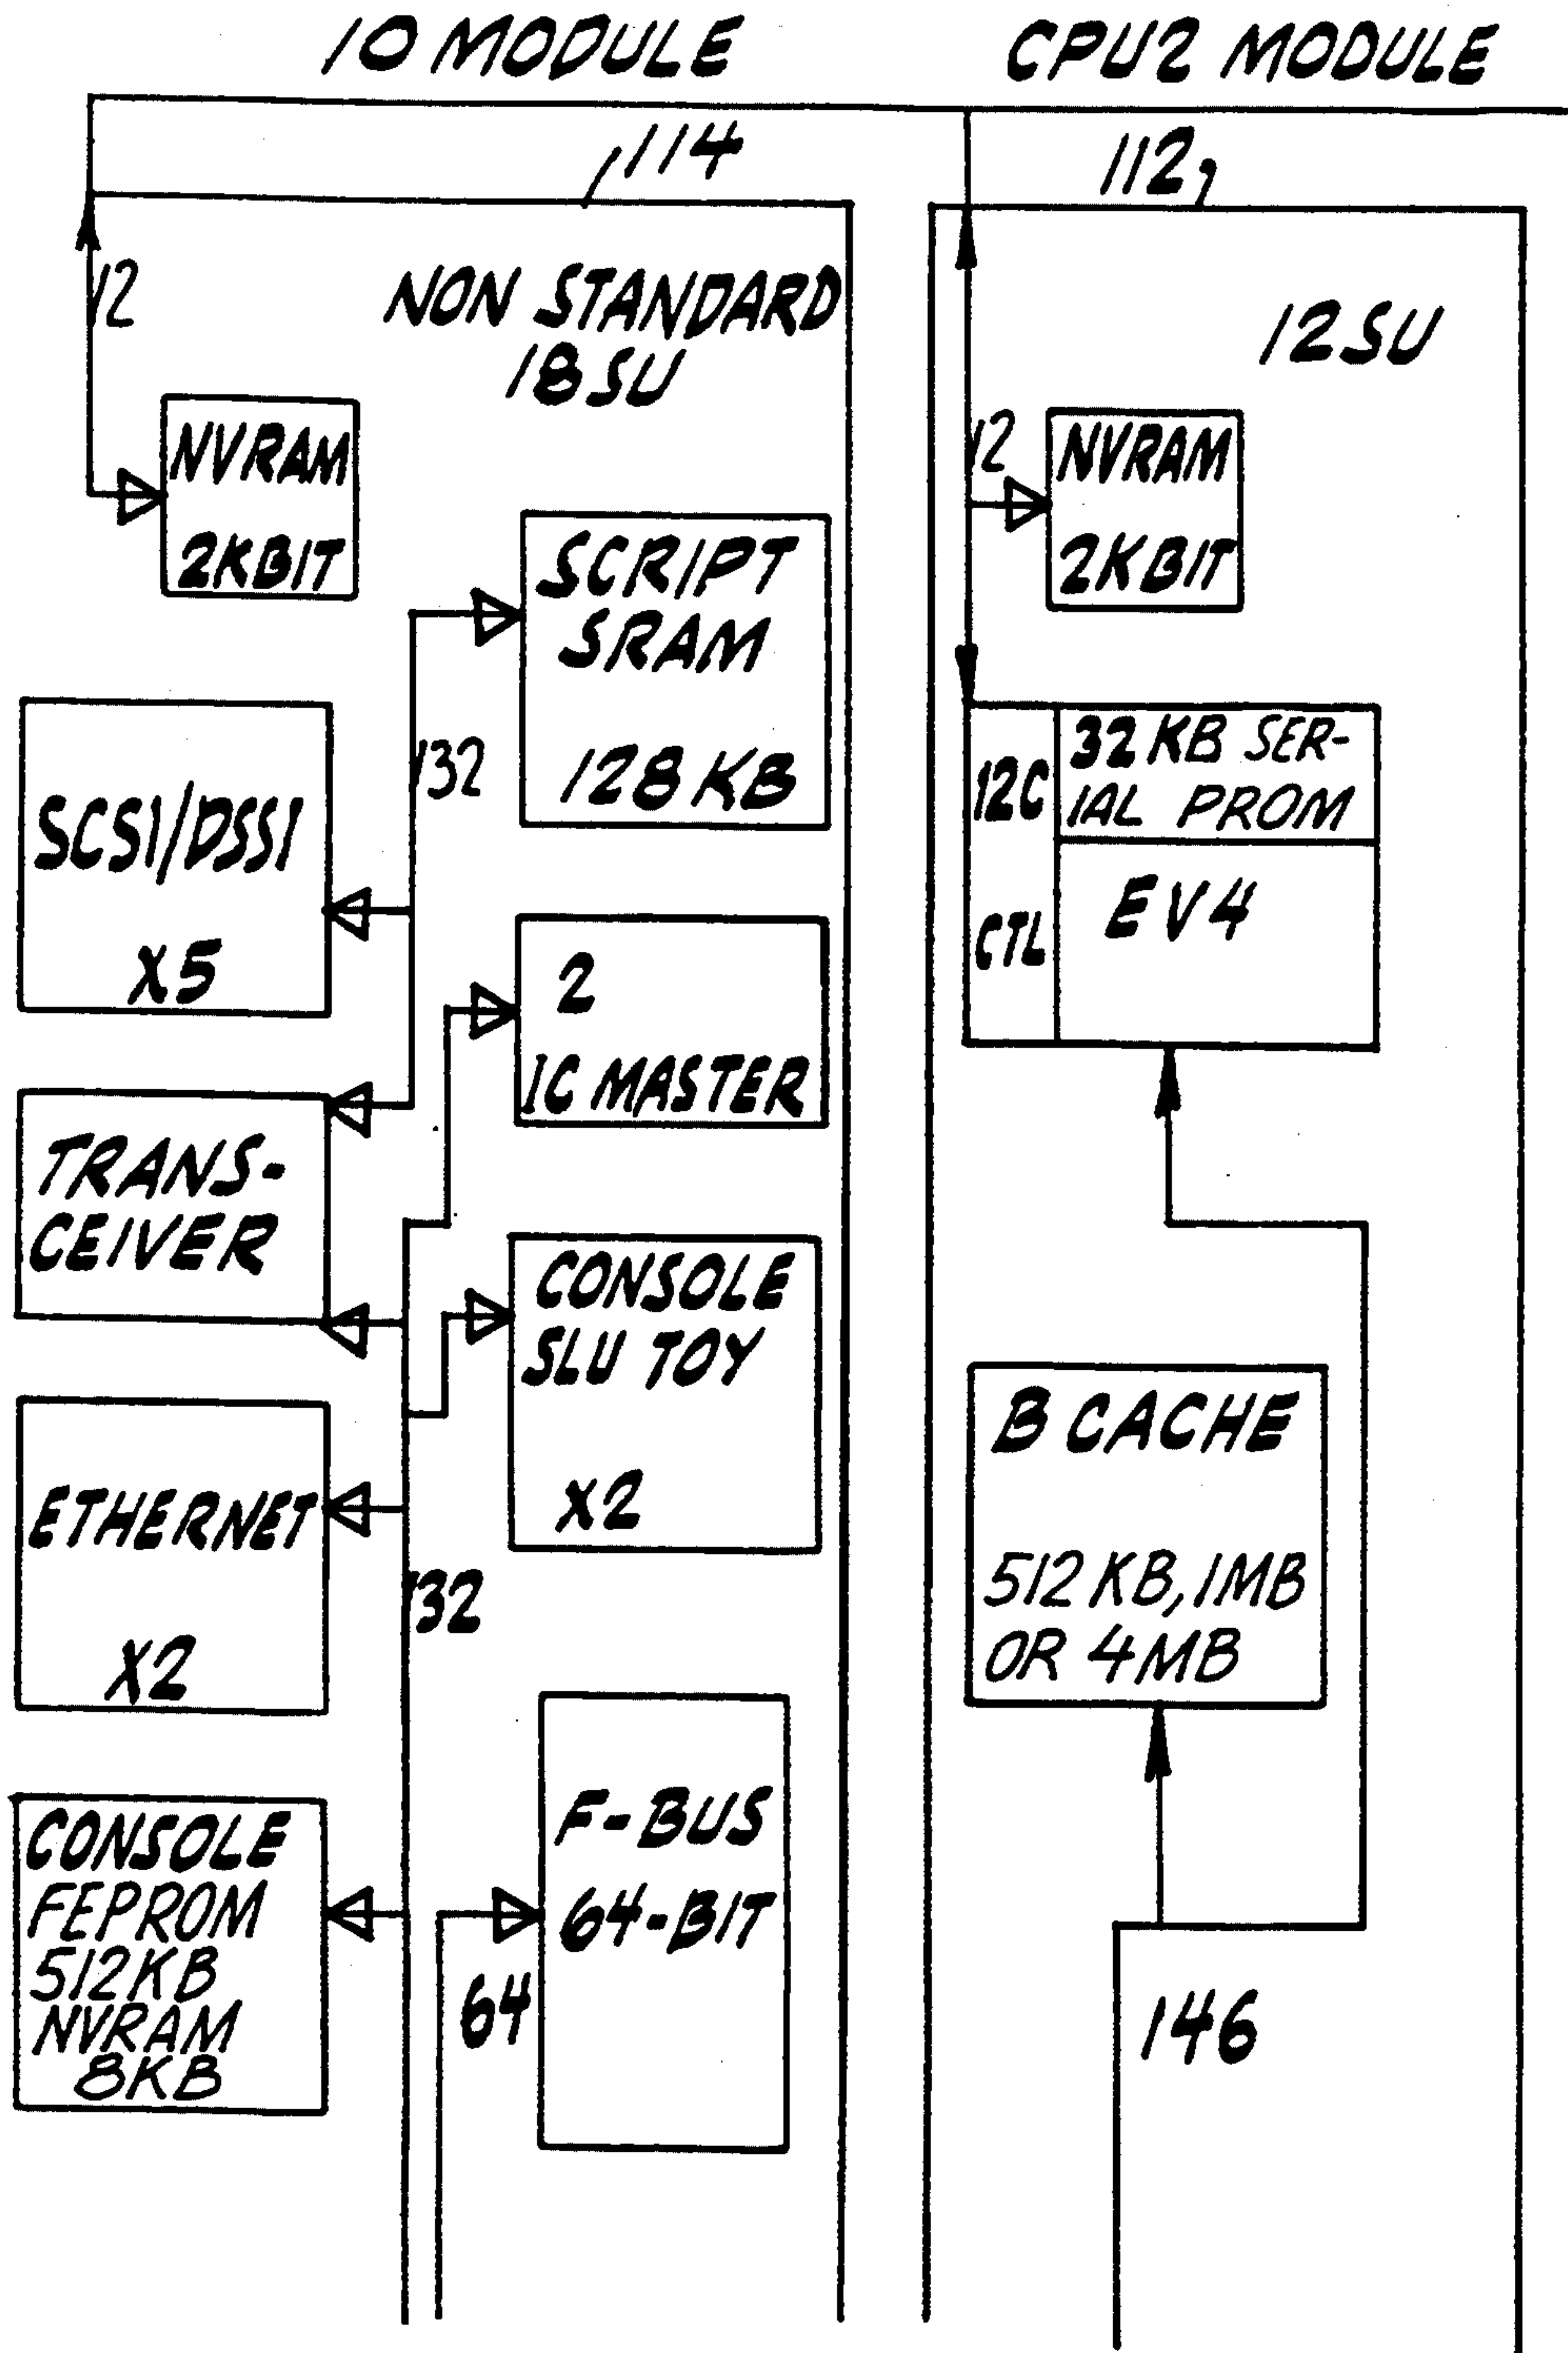 IO MODULE
CPU2 MODULE
114
112
NON STANDARD
18SU
12SU
/2
/2
NVRAM
2KBIT
NVRAM
2KBIT
SCRIPT
SRAM
128KB
/32
SCSI/DSSI
X5
I2C
CTL
32KB SER-
IAL PROM
EV4
2
IC MASTER
TRANS-
CEIVER
CONSOLE
SLU TOY
X2
ETHERNET
X2
/32
B CACHE
512KB, 1MB
OR 4MB
F-BUS
64-BIT
64
CONSOLE
FEPROM
512KB
NVRAM
8KB
146